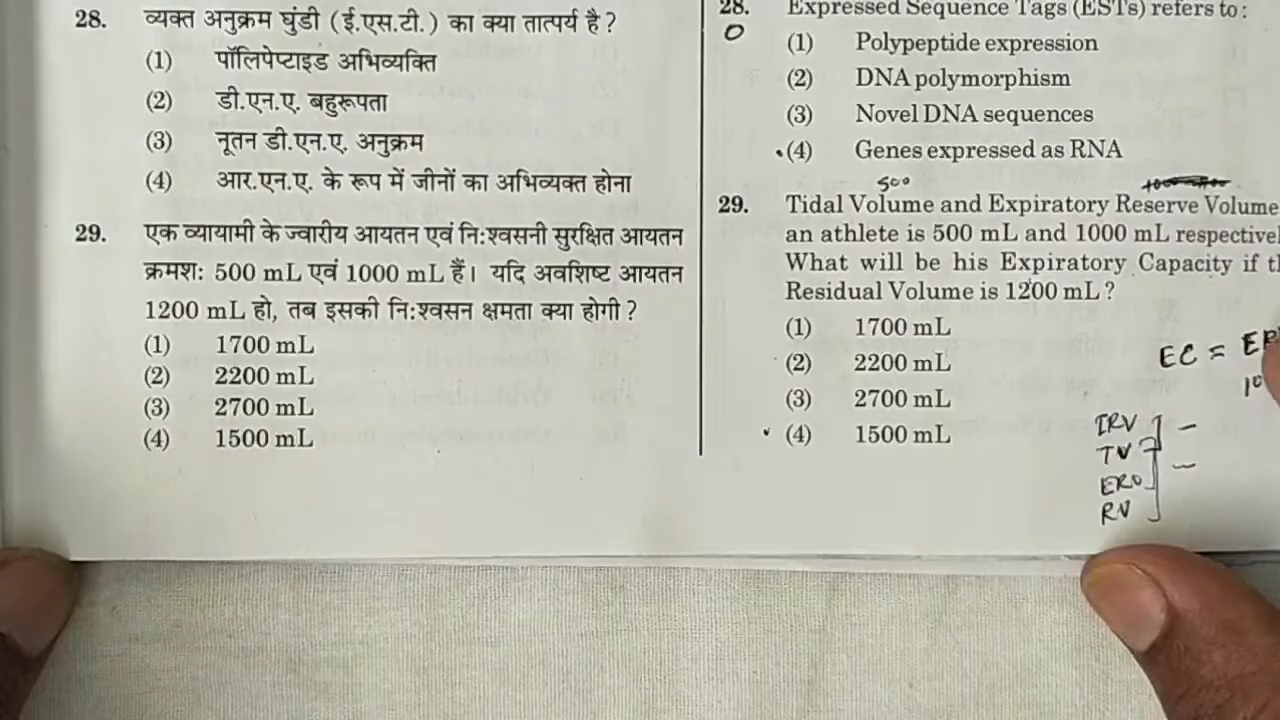 28. व्यक्त अनुक्रम घुंडी (ई.एस.टी.) का क्या तात्पर्य है ?
(1) पॉलिपेप्टाइड अभिव्यक्ति
(2) डी.एन.ए. बहुरूपता
(3) नूतन डी.एन.ए. अनुक्रम
(4) आर.एन.ए. के रूप में जीनों का अभिव्यक्त होना
29. एक व्यायामी के ज्वारीय आयतन एवं नि:श्वसनी सुरक्षित आयतन
क्रमश: 500 mL एवं 1000 mL हैं। यदि अवशिष्ट आयतन
1200 mL हो, तब इसकी नि:श्वसन क्षमता क्या होगी ?
(1) 1700 mL
(2) 2200 mL
(3) 2700 mL
(4) 1500 mL
28. Expressed Sequence Tags (ESTs) refers to :
(1) Polypeptide expression
(2) DNA polymorphism
(3) Novel DNA sequences
(4) Genes expressed as RNA
500
29. Tidal Volume and Expiratory Reserve Volume
an athlete is 500 mL and 1000 mL
What will be his Expiratory Capacity if
Residual Volume is 1200 mL ?
(1) 1700 mL
(2) 2200 mL
(3) 2700 mL
(4) 1500 mL
EC =
IRV
TV
ERV
RV